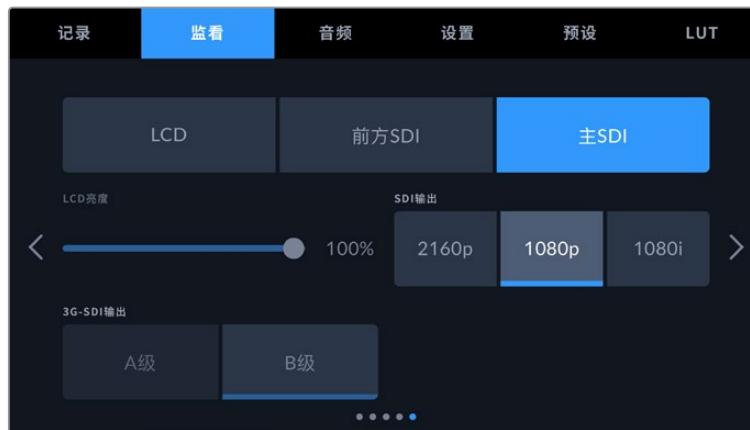 记录 监看 音频 设置 预设 LUT
LCD 前方SDI 主SDI
LCD亮度 SDI输出
100% 2160p 1080p 1080i
3G-SDI输出
A级 B级